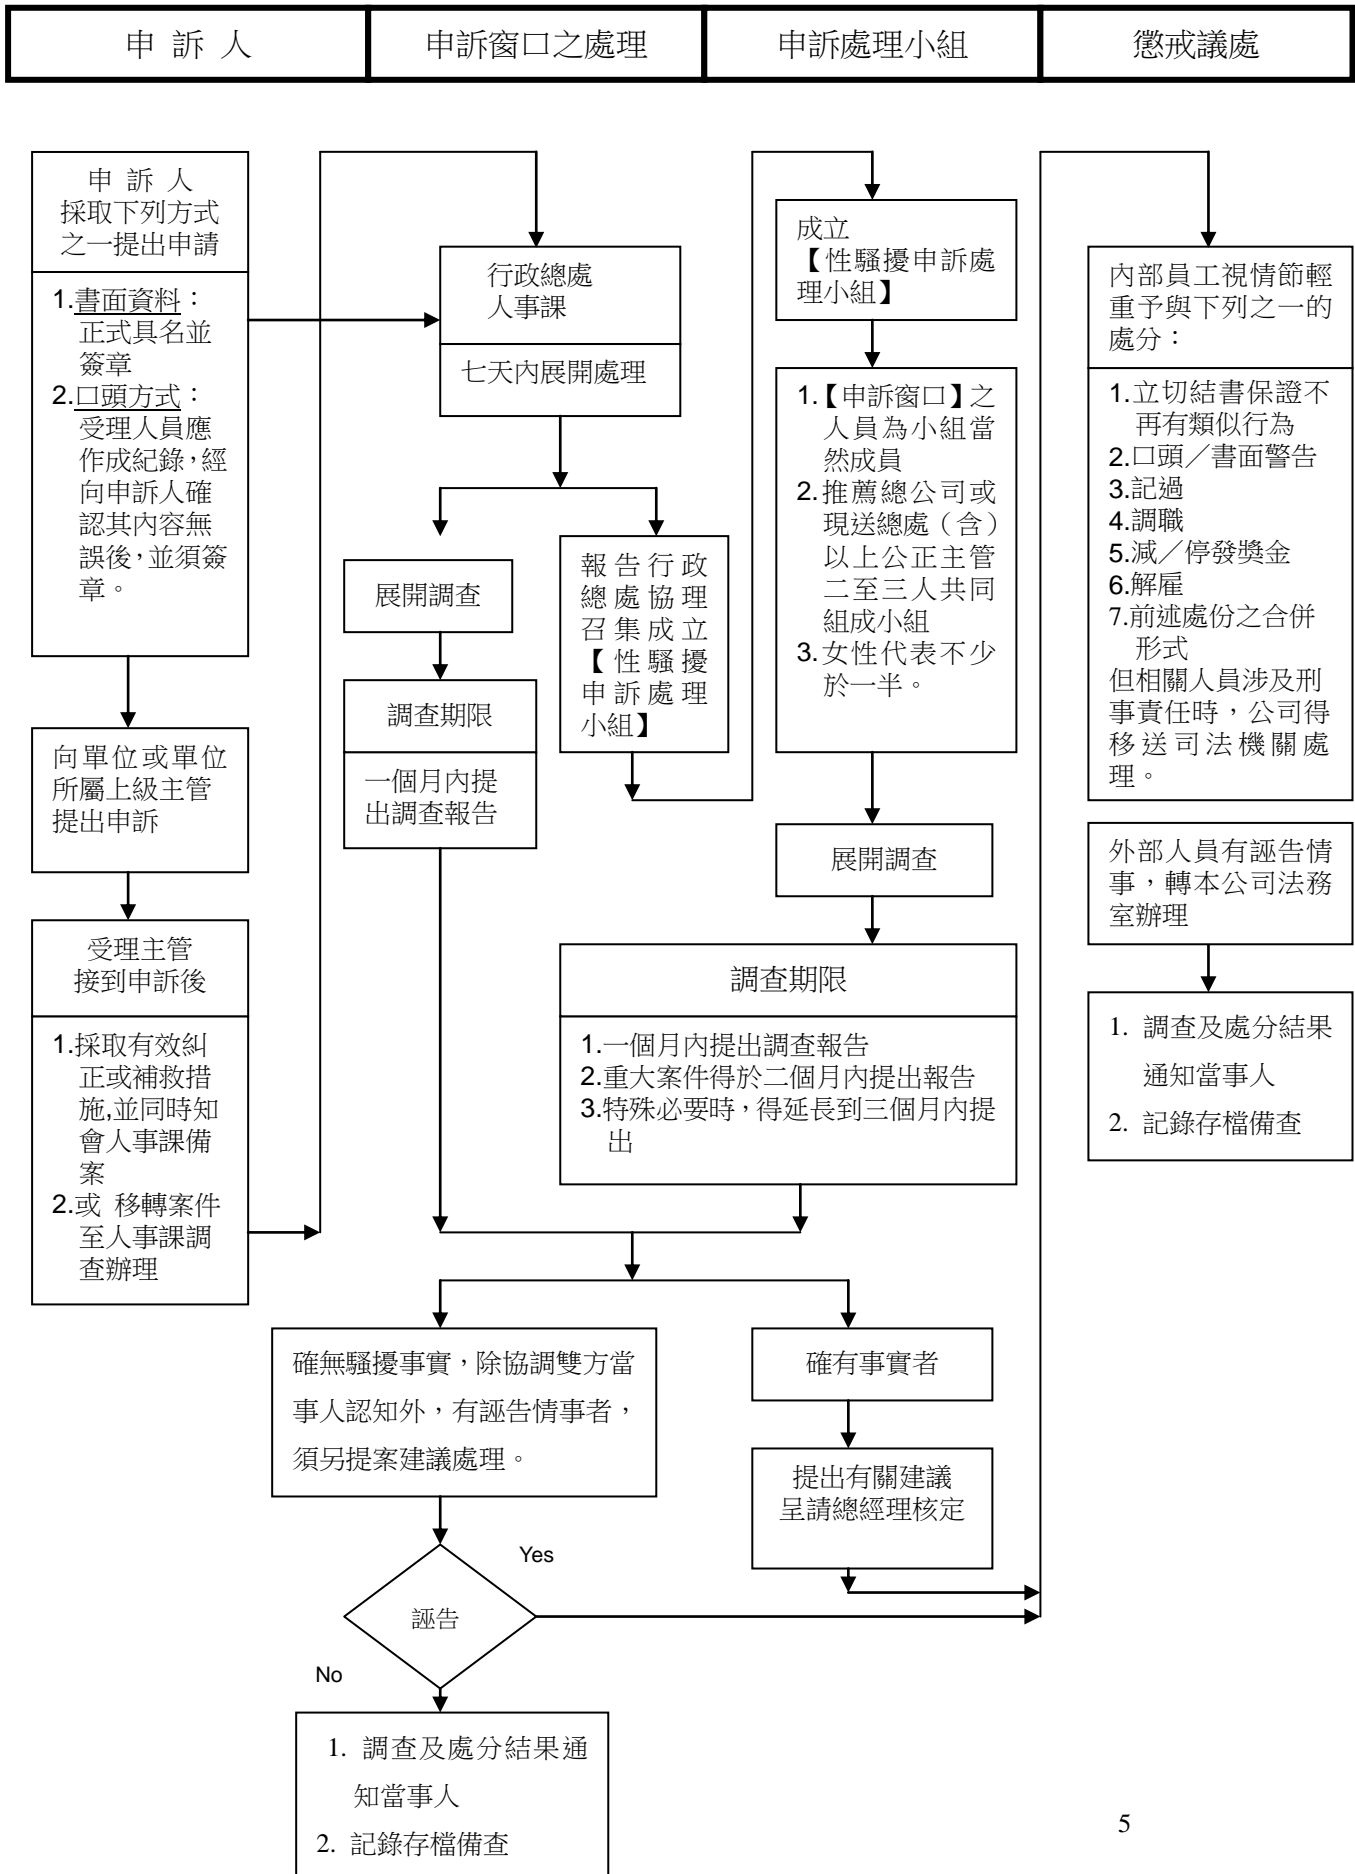 申 訴 人
申訴窗口之處理
申訴處理小組
懲戒議處
申 訴 人
採取下列方式
之一提出申請
1.書面資料：
正式具名並
簽章
2.口頭方式：
受理人員應
作成紀錄，經
向申訴人確
認其內容無
誤後，並須簽
章。
向單位或單位
所屬上級主管
提出申訴
受理主管
接到申訴後
1.採取有效糾
正或補救措
施,並同時知
會人事課備
案
2.或 移轉案件
至人事課調
查辦理
行政總處
人事課
七天內展開處理
展開調查
調查期限
一個月內提
出調查報告
報告行政
總處協理
召集成立
【性騷擾
申訴處理
小組】
成立
【性騷擾申訴處
理小組】
1.【申訴窗口】之
人員為小組當
然成員
2.推薦總公司或
現送總處（含）
以上公正主管
二至三人共同
組成小組
3.女性代表不少
於一半。
展開調查
調查期限
1.一個月內提出調查報告
2.重大案件得於二個月內提出報告
3.特殊必要時，得延長到三個月內提
出
內部員工視情節輕
重予與下列之一的
處分：
1.立切結書保證不
再有類似行為
2.口頭／書面警告
3.記過
4.調職
5.減／停發獎金
6.解雇
7.前述處份之合併
形式
但相關人員涉及刑
事責任時，公司得
移送司法機關處
理。
外部人員有誣告情
事，轉本公司法務
室辦理
1. 調查及處分結果
通知當事人
2. 記錄存檔備查
確無騷擾事實，除協調雙方當
事人認知外，有誣告情事者，
須另提案建議處理。
確有事實者
提出有關建議
呈請總經理核定
誣告
Yes
No
1. 調查及處分結果通
知當事人
2. 記錄存檔備查
5